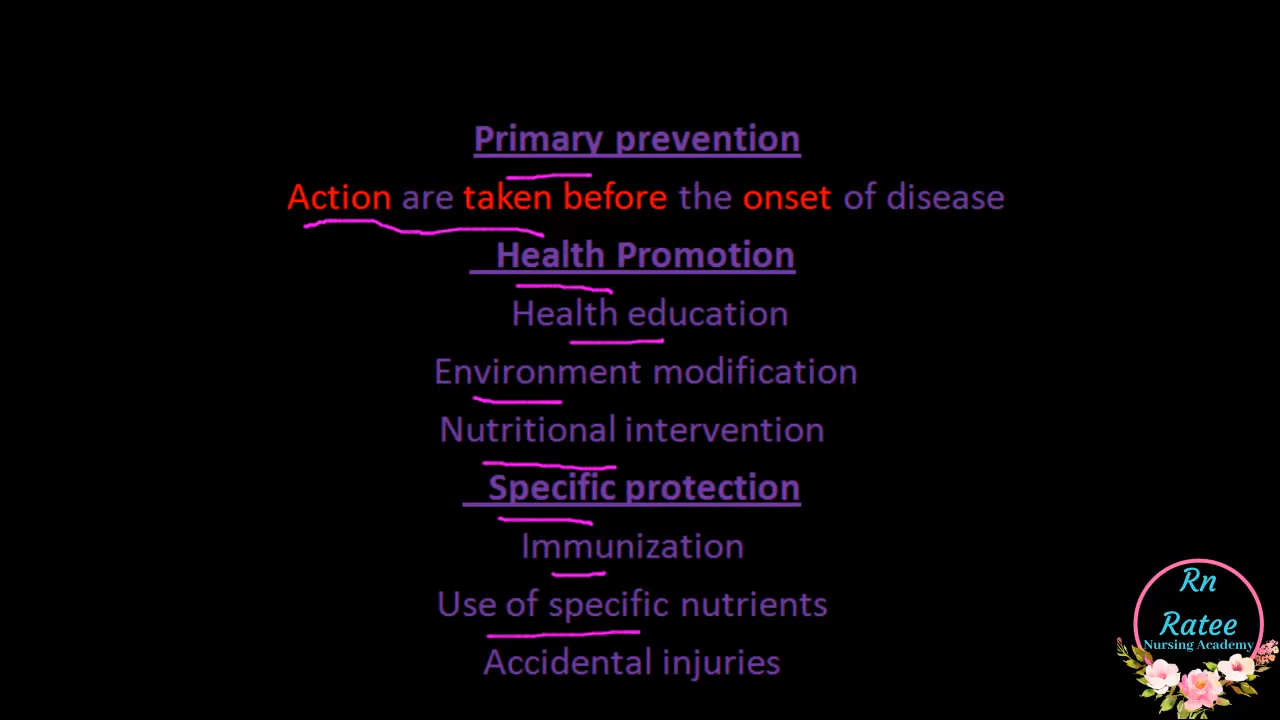 Primary prevention
Action are taken before the onset of disease
Health Promotion
Health education
Environment modification
Nutritional intervention
Specific protection
Immunization
Use of specific nutrients
Accidental injuries
Rn
Ratee
Nursing Academy